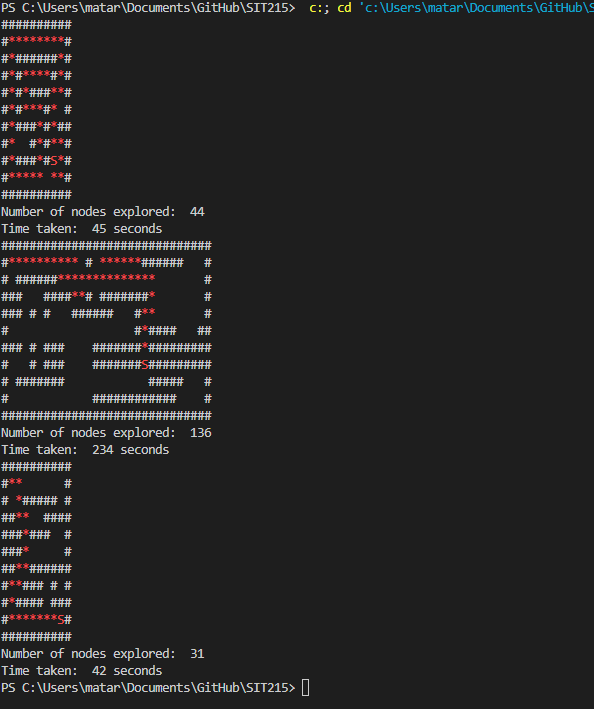 PS C:\Users\matar\Documents\GitHub\SIT215>  c:; cd 'c:\Users\matar\Documents\GitHub\S
##########
#********#
#*######*#
#*#****#*#
#*#*###**#
#*#***#* #
#*###*#*##
#*  #*#**#
#*###*#S*#
#***** **#
##########
Number of nodes explored:  44
Time taken:  45 seconds
##############################
#********** # ******######   #
# ######**************       #
###   ####**# #######*       #
### # #   ######   #**       #
#                  #*####   ##
### # ###    #######*#########
#   # ###    #######S#########
# #######            #####   #
#            ############    #
##############################
Number of nodes explored:  136
Time taken:  234 seconds
##########
#**      #
# *##### #
##**  ####
###*###  #
###*     #
##**######
#**### # #
#*#### ###
#*******S#
##########
Number of nodes explored:  31
Time taken:  42 seconds
PS C:\Users\matar\Documents\GitHub\SIT215>